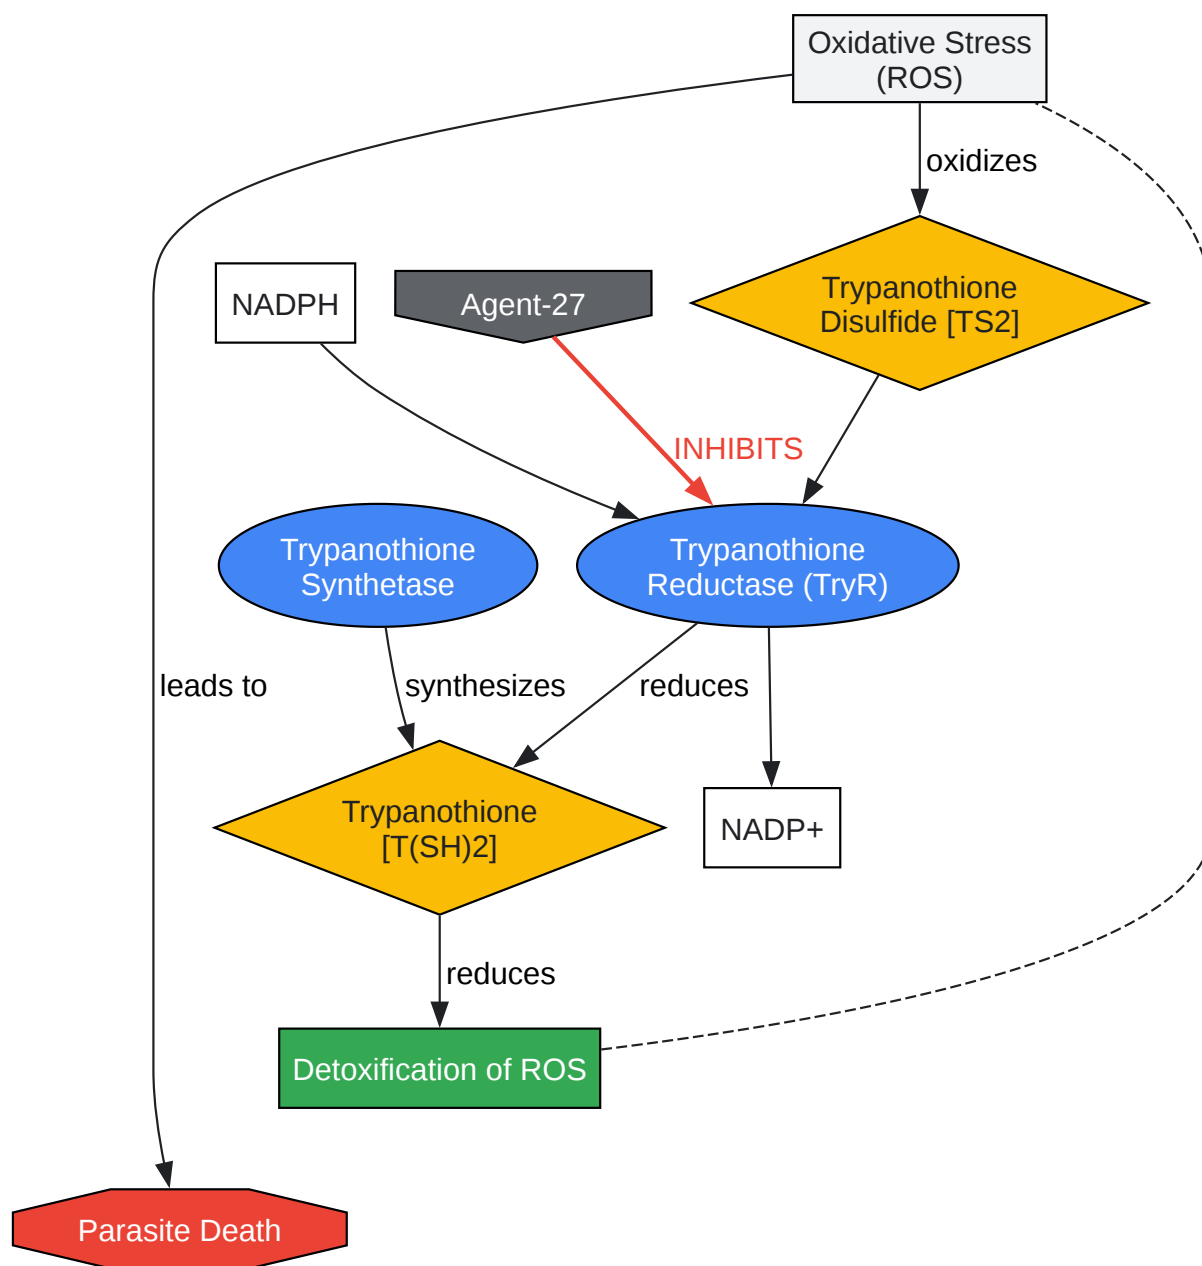 Oxidative Stress
(ROS)
oxidizes
NADPH
Agent-27
Trypanothione
Disulfide [TS2]
INHIBITS
Trypanothione
Synthetase
Trypanothione
Reductase (TryR)
leads to
synthesizes
reduces
Trypanothione
[T(SH)2]
NADP+
reduces
Detoxification of ROS
Parasite Death